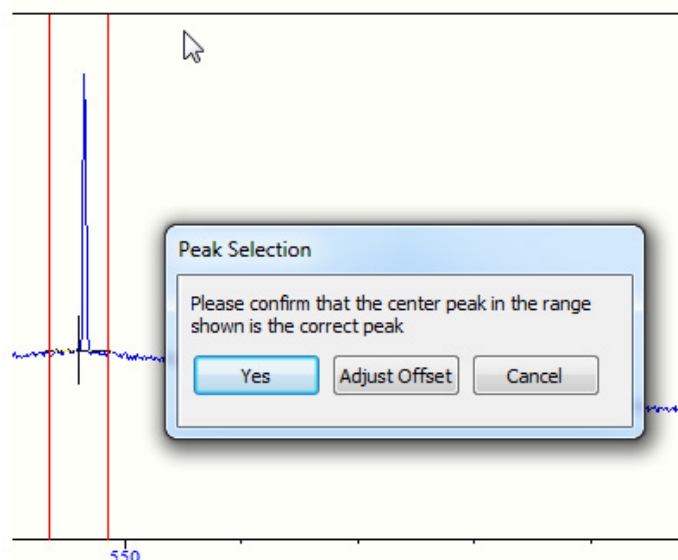 Peak Selection
Please confirm that the center peak in the range
shown is the correct peak
Yes Adjust Offset Cancel
550